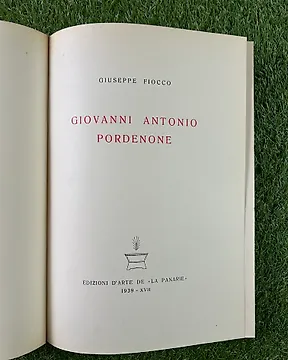 GIUSEPPE FIOCCO
GIOVANNI ANTONIO
PORDENONE
EDIZIONI D'ARTE DE «LA PANARIE»
1939 - XVII